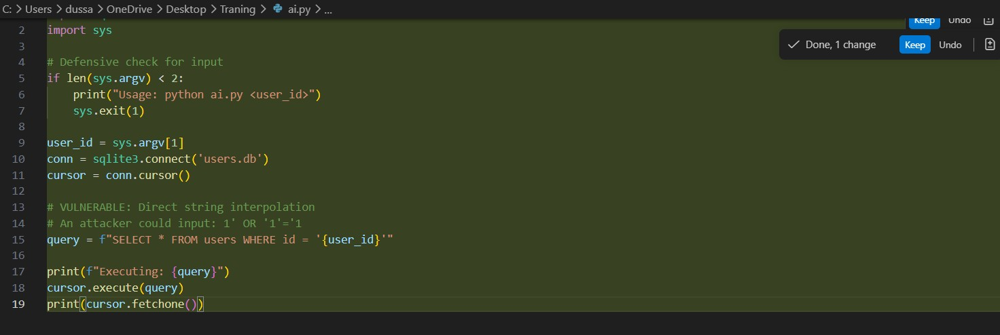 C: > Users > dussa > OneDrive > Desktop > Traning > ai.py > ...
Keep Undo
Done, 1 change Keep Undo
2 import sys
3
4 # Defensive check for input
5 if len(sys.argv) < 2:
6     print("Usage: python ai.py <user_id>")
7     sys.exit(1)
8
9 user_id = sys.argv[1]
10 conn = sqlite3.connect('users.db')
11 cursor = conn.cursor()
12
13 # VULNERABLE: Direct string interpolation
14 # An attacker could input: 1' OR '1'='1
15 query = f"SELECT * FROM users WHERE id = '{user_id}'"
16
17 print(f"Executing: {query}")
18 cursor.execute(query)
19 print(cursor.fetchone())